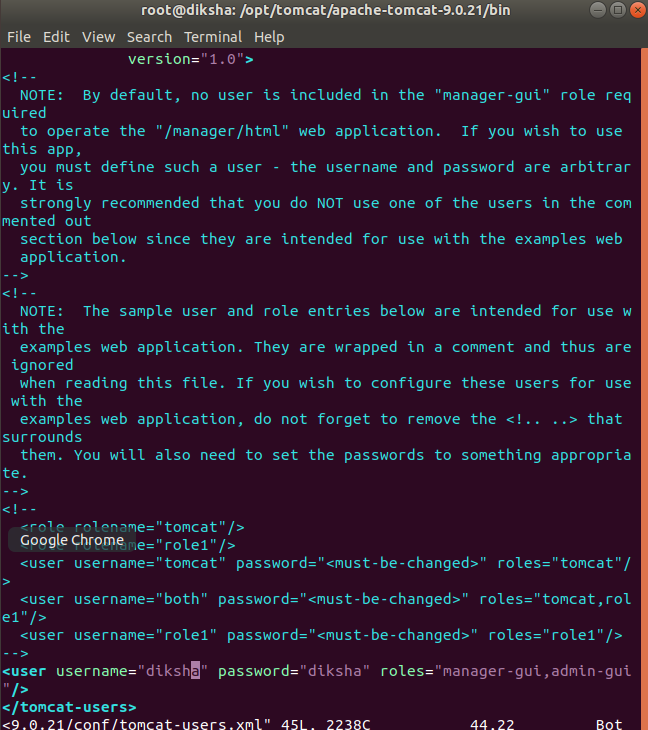 root@diksha: /opt/tomcat/apache-tomcat-9.0.21/bin
File Edit View Search Terminal Help
version="1.0">
<!--
NOTE:  By default, no user is included in the "manager-gui" role req
uired
to operate the "/manager/html" web application.  If you wish to use
this app,
you must define such a user - the username and password are arbitrar
y. It is
strongly recommended that you do NOT use one of the users in the com
mented out
section below since they are intended for use with the examples web
application.
-->
<!--
NOTE:  The sample user and role entries below are intended for use w
ith the
examples web application. They are wrapped in a comment and thus are
ignored
when reading this file. If you wish to configure these users for use
with the
examples web application, do not forget to remove the <!.. ..> that
surrounds
them. You will also need to set the passwords to something appropria
te.
-->
<!--
<role rolename="tomcat"/>
Google Chrome
rolename="role1"/>
<user username="tomcat" password="<must-be-changed>" roles="tomcat"/
>
<user username="both" password="<must-be-changed>" roles="tomcat,rol
e1"/>
<user username="role1" password="<must-be-changed>" roles="role1"/>
-->
<user username="diksha" password="diksha" roles="manager-gui,admin-gui
"/>
</tomcat-users>
<9.0.21/conf/tomcat-users.xml" 45L, 2238C 44,22 Bot